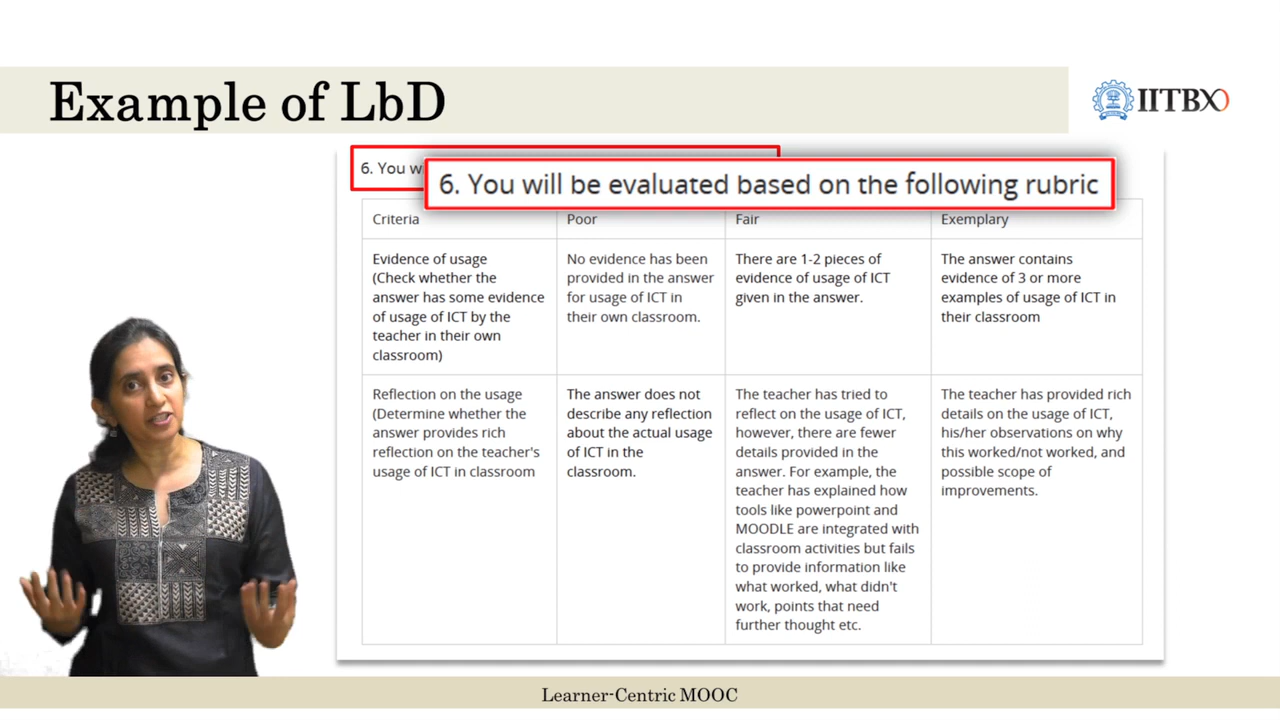 Example of LbD
IITBX
6. You wi
6. You will be evaluated based on the following rubric
Criteria
Poor
Fair
Exemplary
Evidence of usage
(Check whether the
answer has some evidence
of usage of ICT by the
teacher in their own
classroom)
No evidence has been
provided in the answer
for usage of ICT in
their own classroom.
There are 1-2 pieces of
evidence of usage of ICT
given in the answer.
The answer contains
evidence of 3 or more
examples of usage of ICT in
their classroom
Reflection on the usage
(Determine whether the
answer provides rich
reflection on the teacher's
usage of ICT in classroom
The answer does not
describe any reflection
about the actual usage
of ICT in the
classroom.
The teacher has tried to
reflect on the usage of ICT,
however, there are fewer
details provided in the
answer. For example, the
teacher has explained how
tools like powerpoint and
MOODLE are integrated with
classroom activities but fails
to provide information like
what worked, what didn't
work, points that need
further thought etc.
The teacher has provided rich
details on the usage of ICT,
his/her observations on why
this worked/not worked, and
possible scope of
improvements.
Learner-Centric MOOC